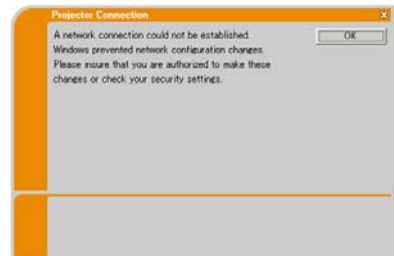 Projector Connection X
A network connection could not be established.
OK
Windows prevented network configuration changes.
Please insure that you are authorized to make these
changes or check your security settings.